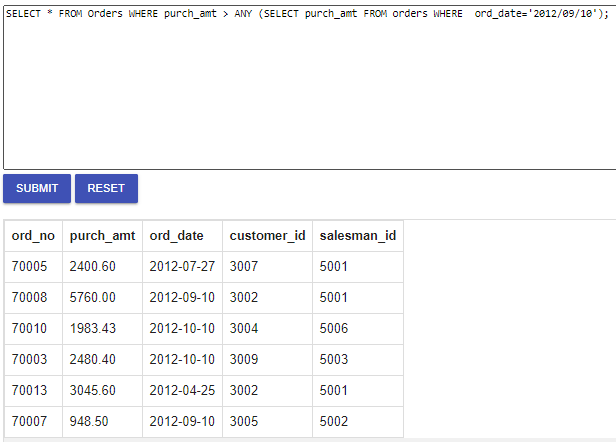 SELECT * FROM Orders WHERE purch_amt > ANY (SELECT purch_amt FROM orders WHERE  ord_date='2012/09/10');
SUBMIT RESET
ord_no purch_amt ord_date customer_id salesman_id
70005 2400.60 2012-07-27 3007 5001
70008 5760.00 2012-09-10 3002 5001
70010 1983.43 2012-10-10 3004 5006
70003 2480.40 2012-10-10 3009 5003
70013 3045.60 2012-04-25 3002 5001
70007 948.50 2012-09-10 3005 5002